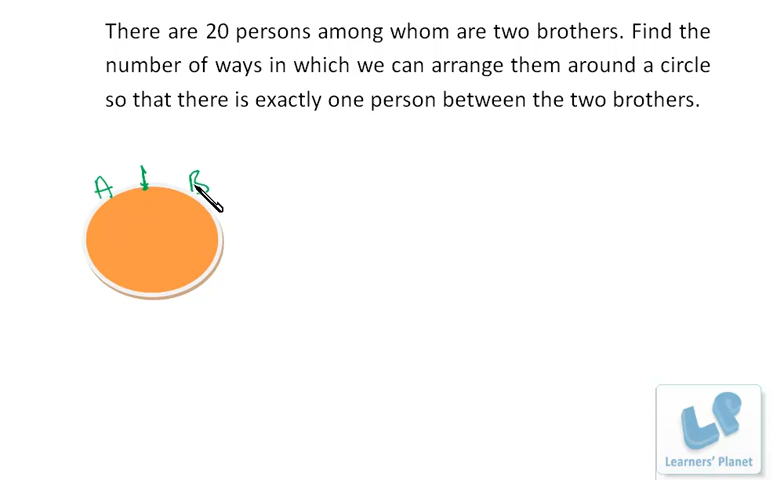 There are 20 persons among whom are two brothers. Find the
number of ways in which we can arrange them around a circle
so that there is exactly one person between the two brothers.
A B
LP
Learners' Planet